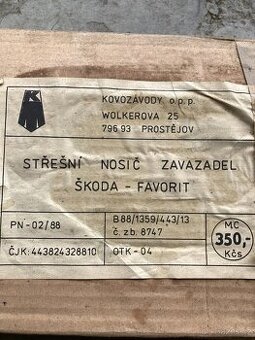 KOVOZÁVODY o.p.p.
WOLKEROVA 25
796 93 PROSTĚJOV
STŘEŠNÍ NOSIČ ZAVAZADEL
ŠKODA - FAVORIT
PN - 02/88
B88/1359/443/13
č. zb. 8747
MC
350,-
Kčs
ČJK: 443824328810
OTK - 04